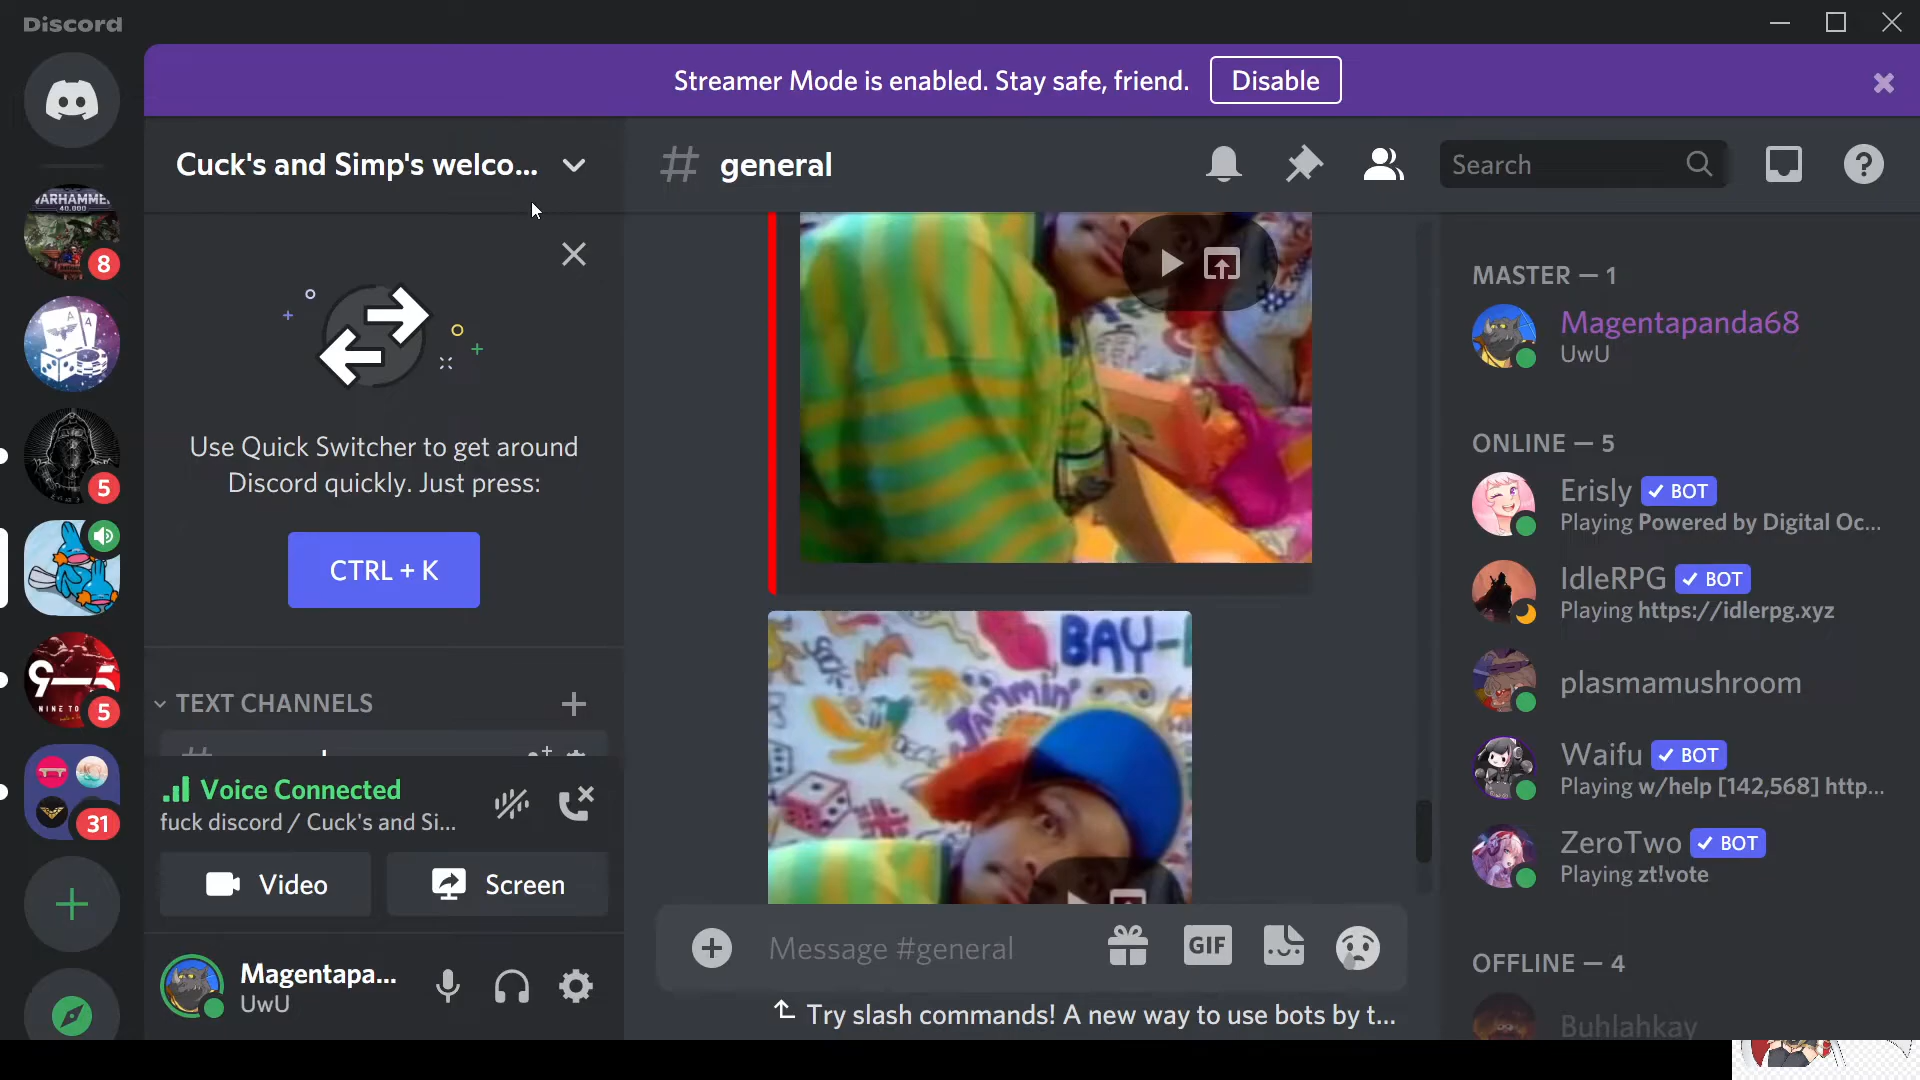 Discord
Streamer Mode is enabled. Stay safe, friend.
Disable
Cuck's and Simp's welco...
general
Search
Use Quick Switcher to get around
Discord quickly. Just press:
CTRL + K
TEXT CHANNELS
Voice Connected
fuck discord / Cuck's and Si...
Video
Screen
Magentapa...
UwU
8
5
5
31
40,000
BAY-
Jammin'
Message #general
GIF
Try slash commands! A new way to use bots by t...
MASTER — 1
Magentapanda68
UwU
ONLINE — 5
Erisly BOT
Playing Powered by Digital Oc...
IdleRPG BOT
Playing https://idlerpg.xyz
plasmamushroom
Waifu BOT
Playing w/help [142,568] http...
ZeroTwo BOT
Playing zt!vote
OFFLINE — 4
Buhlahkay